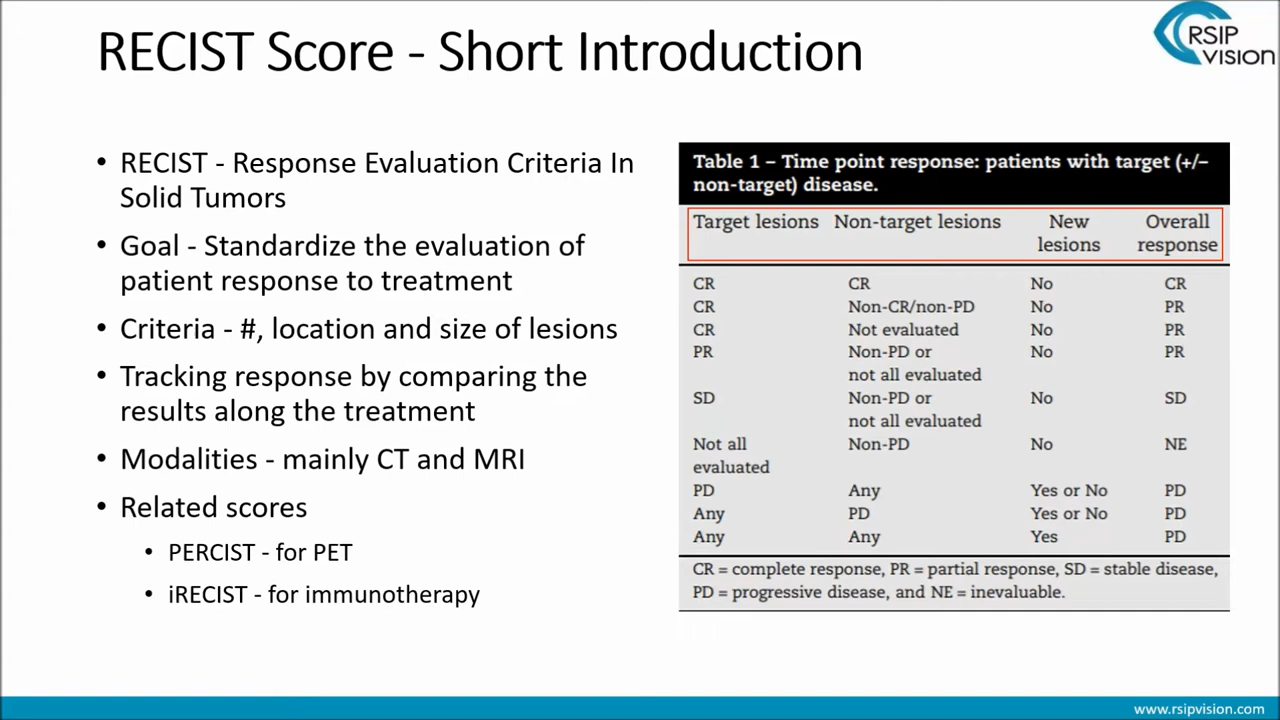 RECIST Score - Short Introduction
RSIP
vision
• RECIST - Response Evaluation Criteria In
Solid Tumors
• Goal - Standardize the evaluation of
patient response to treatment
• Criteria - #, location and size of lesions
• Tracking response by comparing the
results along the treatment
• Modalities - mainly CT and MRI
• Related scores
• PERCIST - for PET
• iRECIST - for immunotherapy
Table 1 – Time point response: patients with target (+/–
non-target) disease.
Target lesions Non-target lesions New Overall
lesions response
CR CR No CR
CR Non-CR/non-PD No PR
CR Not evaluated No PR
PR Non-PD or No PR
not all evaluated
SD Non-PD or No SD
not all evaluated
Not all Non-PD No NE
evaluated
PD Any Yes or No PD
Any PD Yes or No PD
Any Any Yes PD
CR = complete response, PR = partial response, SD = stable disease,
PD = progressive disease, and NE = inevaluable.
www.rsipvision.com